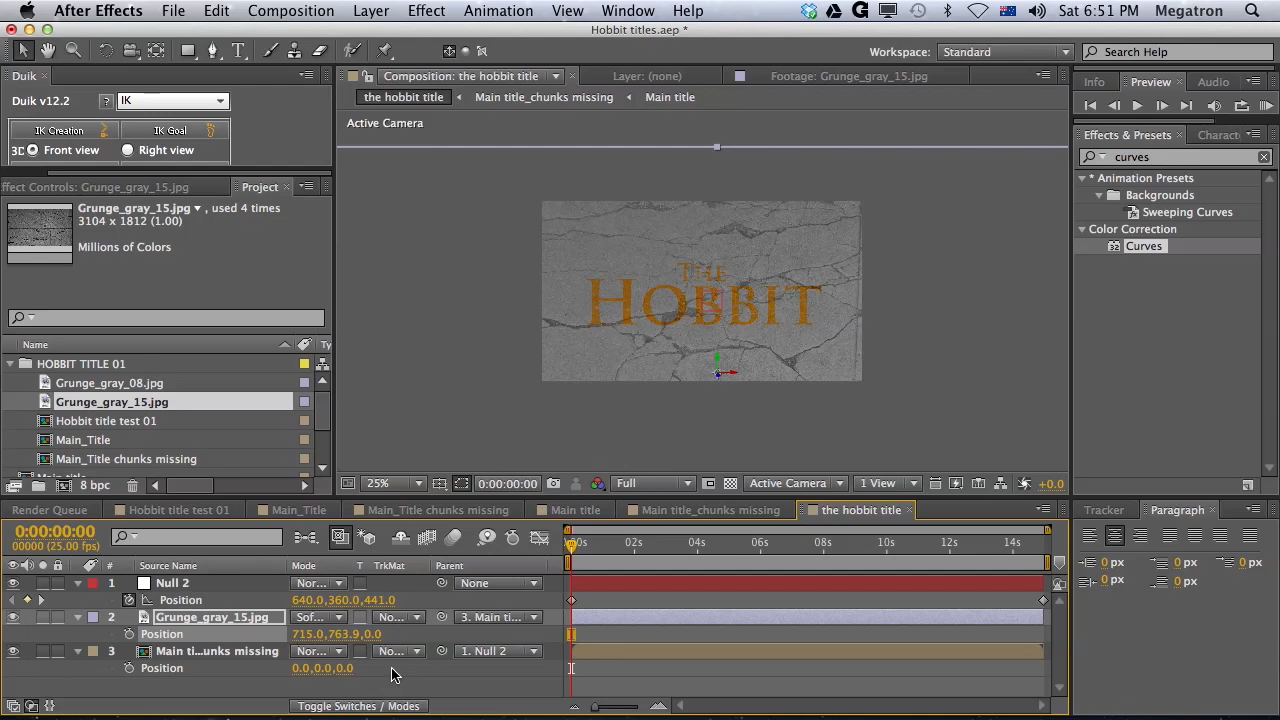 After Effects File Edit Composition Layer Effect Animation View Window Help Sat 6:51 PM Megatron
Hobbit titles.aep *
Workspace: Standard Search Help
Duik
Duik v12.2 ? IK
IK Creation IK Goal
3D Front view Right view
ffect Controls: Grunge_gray_15.jpg Project
Grunge_gray_15.jpg , used 4 times
3104 x 1812 (1.00)
Millions of Colors
Name Ty
HOBBIT TITLE 01
Grunge_gray_08.jpg
Grunge_gray_15.jpg
Hobbit title test 01
Main_Title
Main_Title chunks missing
8 bpc
Composition: the hobbit title Layer: (none) Footage: Grunge_gray_15.jpg
the hobbit title Main title_chunks missing Main title
Active Camera
THE
HOBBIT
25% 0:00:00:00 Full Active Camera 1 View +0.0
Info Preview Audio
Effects & Presets Charact
curves
* Animation Presets
Backgrounds
Sweeping Curves
Color Correction
32 Curves
Render Queue Hobbit title test 01 Main_Title Main_Title chunks missing Main title Main title_chunks missing the hobbit title
0:00:00:00
00000 (25.00 fps)
00s 02s 04s 06s 08s 10s 12s 14s
# Source Name Mode T TrkMat Parent
1 Null 2 Nor... None
Position 640.0,360.0,441.0
2 Grunge_gray_15.jpg Sof... No... 3. Main ti...
Position 715.0,763.9,0.0
3 Main ti...unks missing Nor... No... 1. Null 2
Position 0.0,0.0,0.0
Toggle Switches / Modes
Tracker Paragraph
0 px 0 px 0 px
0 px 0 px